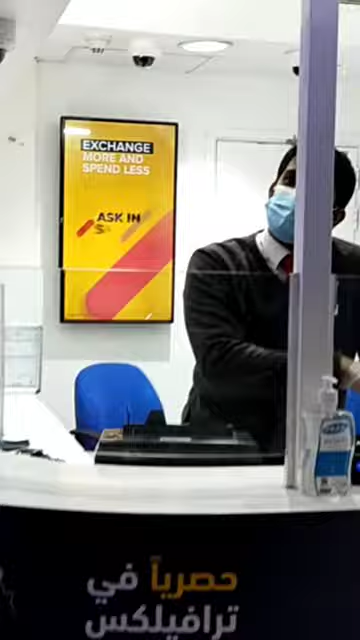 EXCHANGE
MORE AND
SPEND LESS
ASK IN
حصرياً في
ترافيلكس